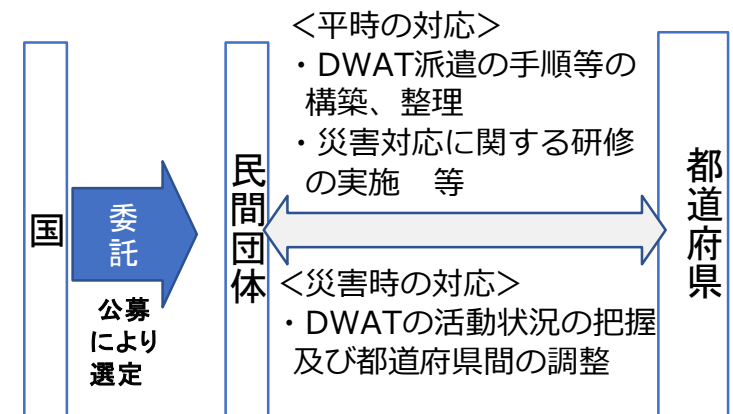 国
委託
公募
により
選定
民間団体
＜平時の対応＞
・DWAT派遣の手順等の
構築、整理
・災害対応に関する研修
の実施　等
＜災害時の対応＞
・DWATの活動状況の把握
及び都道府県間の調整
都道府県